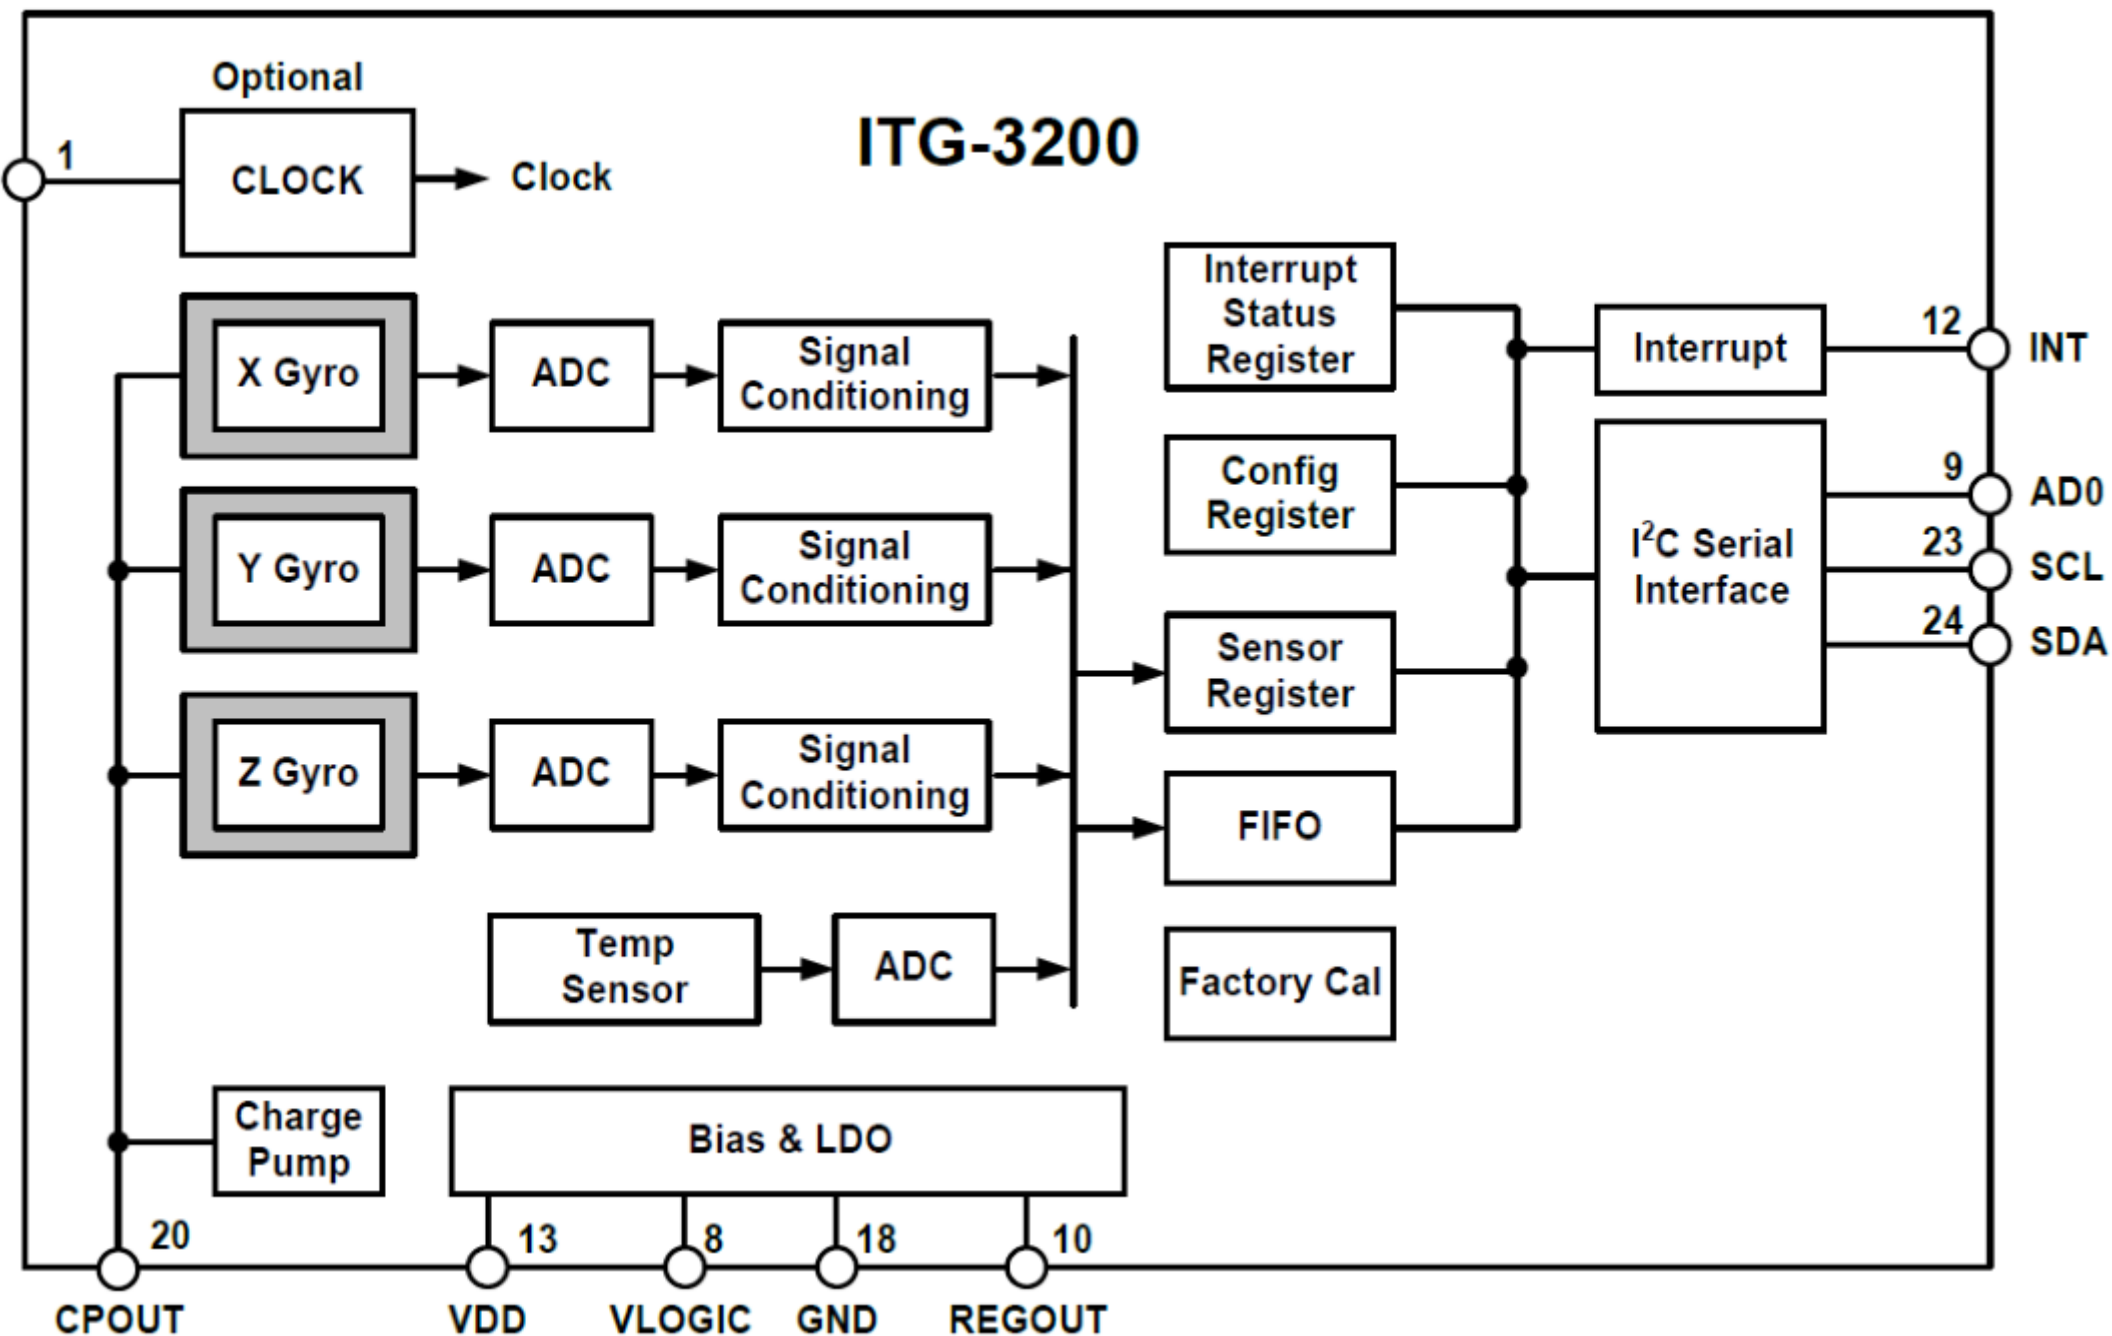 Optional
1
CLOCK
Clock
ITG-3200
X Gyro
ADC
Signal
Conditioning
Y Gyro
ADC
Signal
Conditioning
Z Gyro
ADC
Signal
Conditioning
Temp
Sensor
ADC
Interrupt
Status
Register
Config
Register
Sensor
Register
FIFO
Factory Cal
Interrupt
I²C Serial
Interface
12
INT
9
AD0
23
SCL
24
SDA
Charge
Pump
Bias & LDO
20
13
8
18
10
CPOUT
VDD
VLOGIC
GND
REGOUT